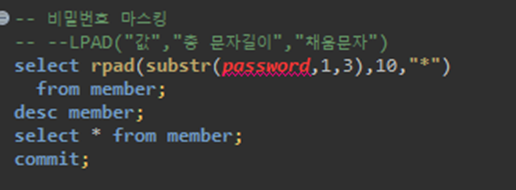 -- 비밀번호 마스킹
-- --LPAD("값","총 문자길이","채움문자")
select rpad(substr(password,1,3),10,"*")
from member;
desc member;
select * from member;
commit;